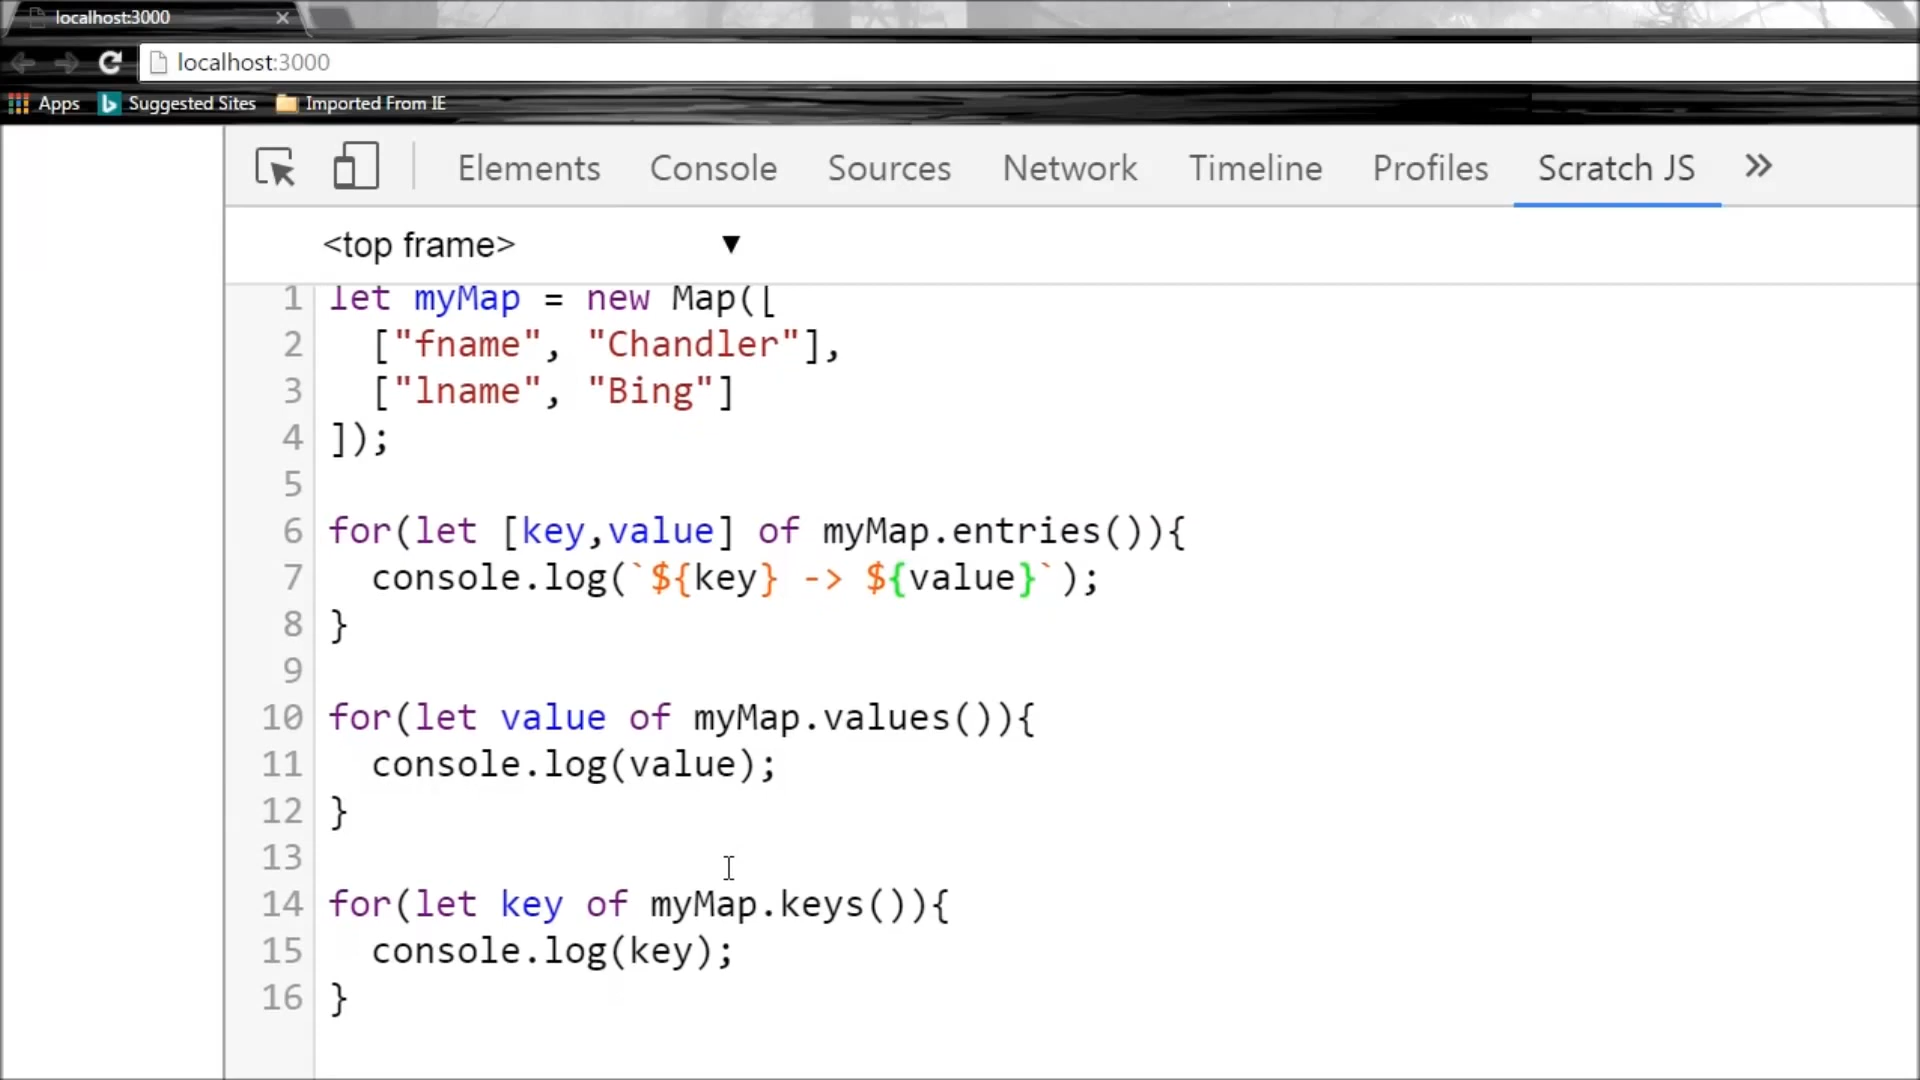 localhost:3000
localhost:3000
Apps Suggested Sites Imported From IE
Elements Console Sources Network Timeline Profiles Scratch JS »
<top frame> ▼
1 let myMap = new Map([
2   ["fname", "Chandler"],
3   ["lname", "Bing"]
4 ]);
5
6 for(let [key,value] of myMap.entries()){
7   console.log(`${key} -> ${value}`);
8 }
9
10 for(let value of myMap.values()){
11   console.log(value);
12 }
13
14 for(let key of myMap.keys()){
15   console.log(key);
16 }